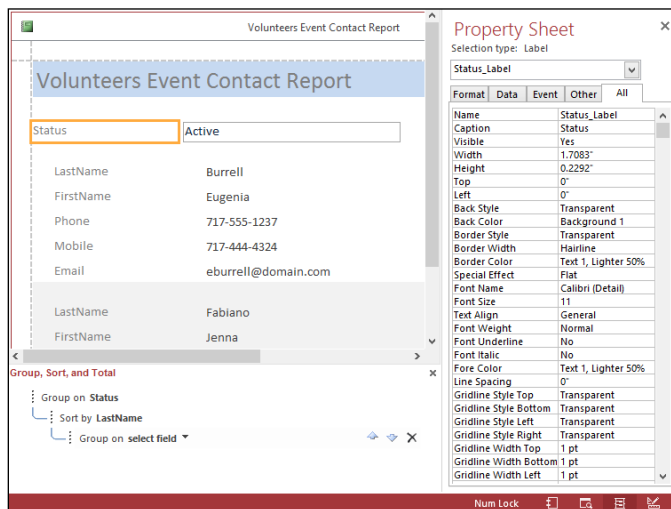 Volunteers Event Contact Report
Volunteers Event Contact Report
Status Active
LastName Burrell
FirstName Eugenia
Phone 717-555-1237
Mobile 717-444-4324
Email eburrell@domain.com
LastName Fabiano
FirstName Jenna
Group, Sort, and Total
Group on Status
Sort by LastName
Group on select field
Property Sheet
Selection type: Label
Status_Label
Format Data Event Other All
Name Status_Label
Caption Status
Visible Yes
Width 1.7083"
Height 0.2292"
Top 0"
Left 0"
Back Style Transparent
Back Color Background 1
Border Style Transparent
Border Width Hairline
Border Color Text 1, Lighter 50%
Special Effect Flat
Font Name Calibri (Detail)
Font Size 11
Text Align General
Font Weight Normal
Font Underline No
Font Italic No
Fore Color Text 1, Lighter 50%
Line Spacing 0"
Gridline Style Top Transparent
Gridline Style Bottom Transparent
Gridline Style Left Transparent
Gridline Style Right Transparent
Gridline Width Top 1 pt
Gridline Width Bottom 1 pt
Gridline Width Left 1 pt
Num Lock